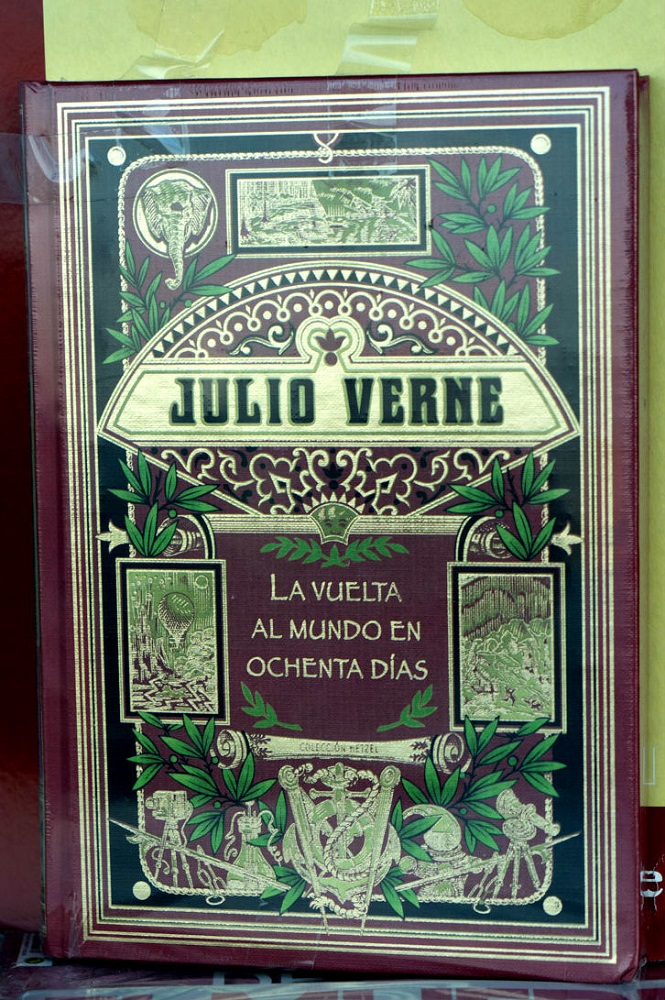 JULIO VERNE
LA VUELTA
AL MUNDO EN
OCHENTA DÍAS
COLECCIÓN HETZEL
e